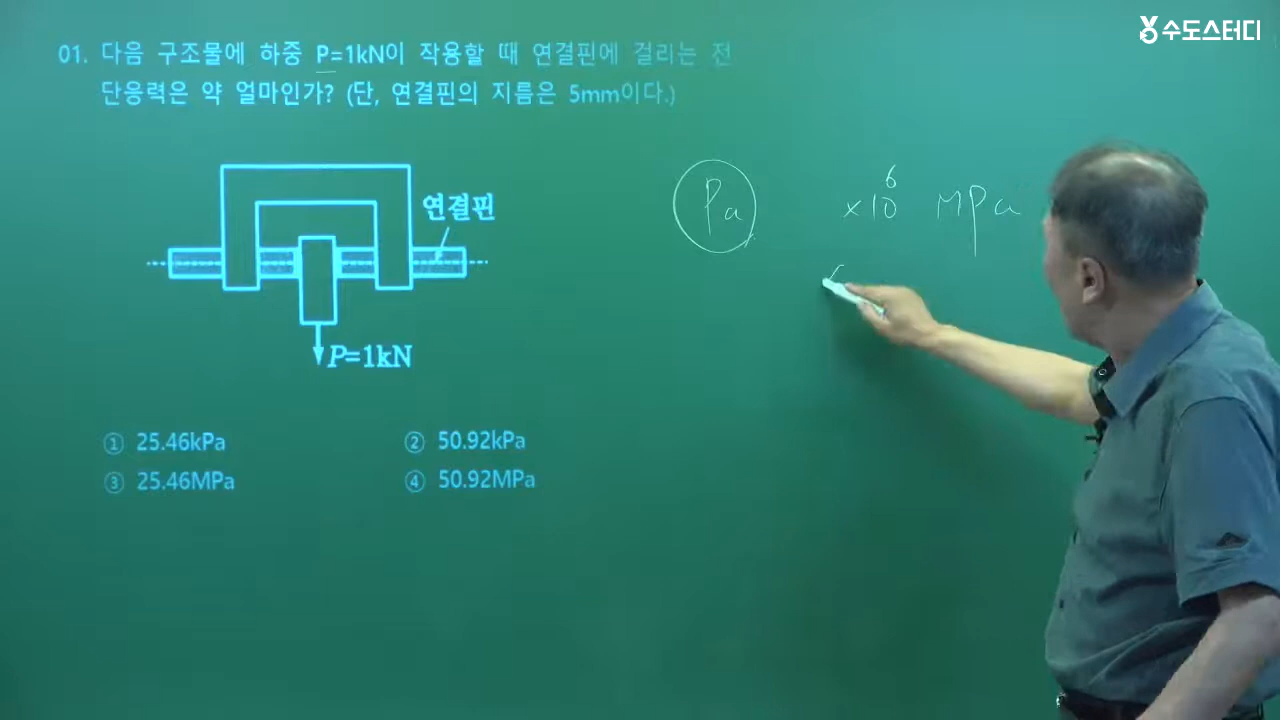 수도스터디
01. 다음 구조물에 하중 P=1kN이 작용할 때 연결핀에 걸리는 전
단응력은 약 얼마인가? (단, 연결핀의 지름은 5mm이다.)
연결핀
P=1kN
① 25.46kPa ② 50.92kPa
③ 25.46MPa ④ 50.92MPa
Pa ×10⁶ MPa